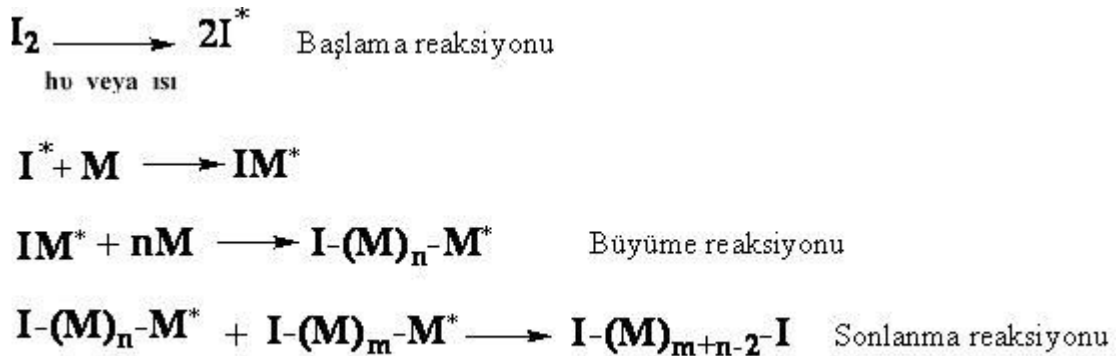 I₂ ⟶ 2I* Başlama reaksiyonu
hυ veya ısı
I* + M ⟶ IM*
IM* + nM ⟶ I-(M)ₙ-M* Büyüme reaksiyonu
I-(M)ₙ-M* + I-(M)ₘ-M* ⟶ I-(M)ₘ₊ₙ₋₂-I Sonlanma reaksiyonu